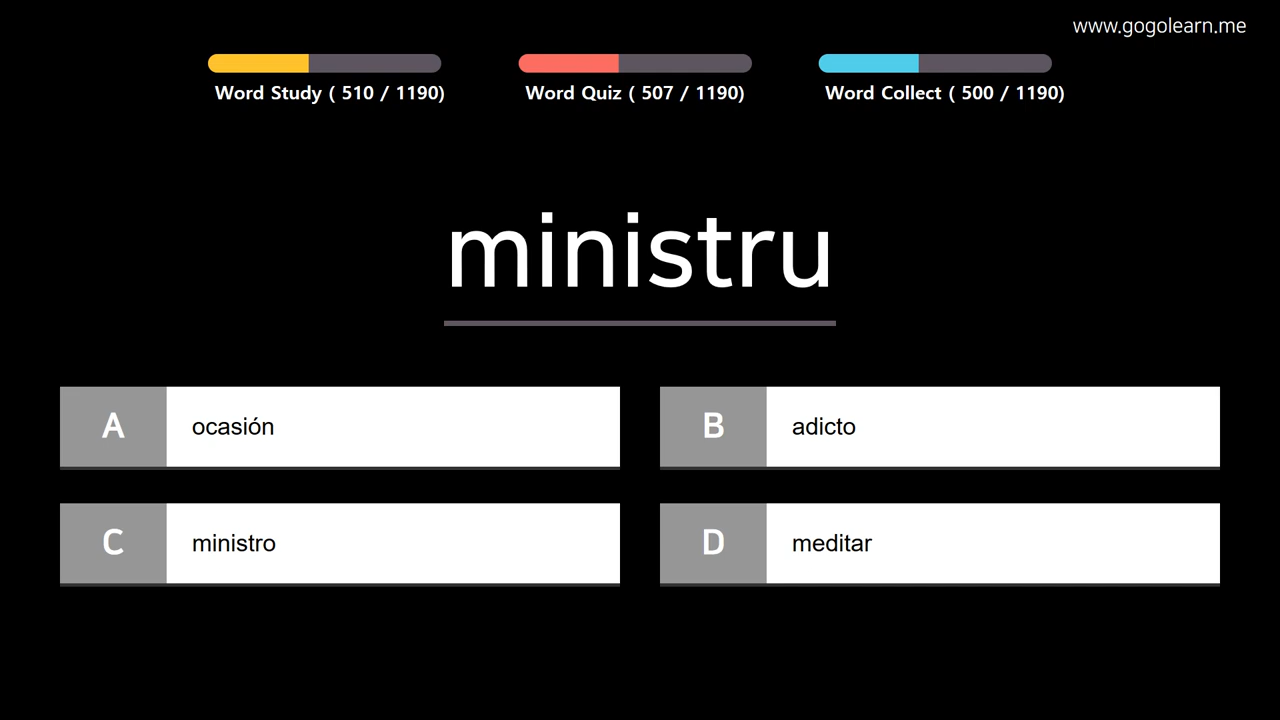 www.gogolearn.me
Word Study ( 510 / 1190)
Word Quiz ( 507 / 1190)
Word Collect ( 500 / 1190)
ministru
A ocasión
B adicto
C ministro
D meditar